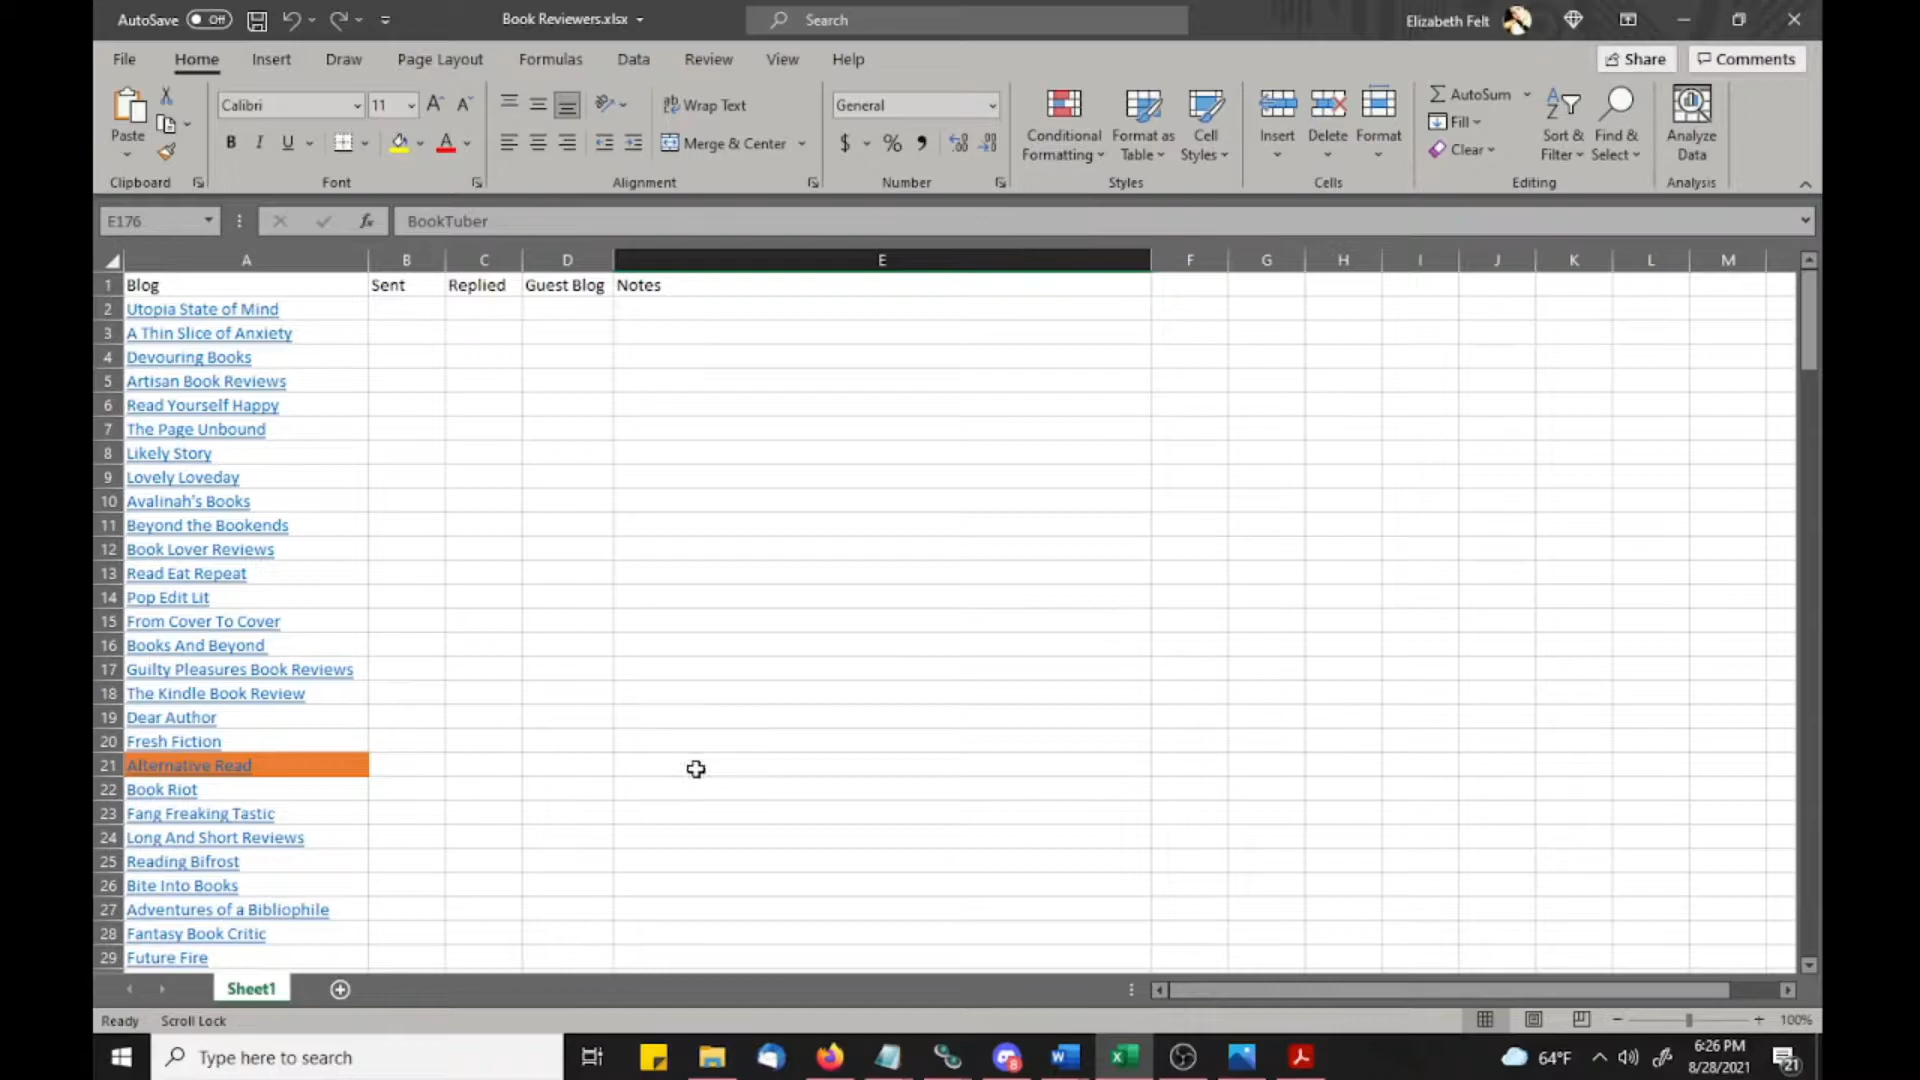 AutoSave Off Book Reviewers.xlsx Search Elizabeth Felt
File Home Insert Draw Page Layout Formulas Data Review View Help Share Comments
Calibri 11 Wrap Text General AutoSum
Paste Fill
B I U Merge & Center $ % , Conditional Formatting Format as Table Cell Styles Insert Delete Format Clear Sort & Filter Find & Select Analyze Data
Clipboard Font Alignment Number Styles Cells Editing Analysis
E176 fx BookTuber
A B C D E F G H I J K L M
1 Blog Sent Replied Guest Blog Notes
2 Utopia State of Mind
3 A Thin Slice of Anxiety
4 Devouring Books
5 Artisan Book Reviews
6 Read Yourself Happy
7 The Page Unbound
8 Likely Story
9 Lovely Loveday
10 Avalinah's Books
11 Beyond the Bookends
12 Book Lover Reviews
13 Read Eat Repeat
14 Pop Edit Lit
15 From Cover To Cover
16 Books And Beyond
17 Guilty Pleasures Book Reviews
18 The Kindle Book Review
19 Dear Author
20 Fresh Fiction
21 Alternative Read
22 Book Riot
23 Fang Freaking Tastic
24 Long And Short Reviews
25 Reading Bifrost
26 Bite Into Books
27 Adventures of a Bibliophile
28 Fantasy Book Critic
29 Future Fire
Sheet1
Ready Scroll Lock 100%
Type here to search 8 W 64°F 6:26 PM 21
8/28/2021